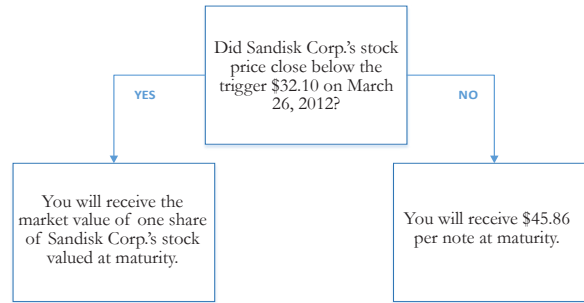 Did Sandisk Corp.'s stock
price close below the
trigger $32.10 on March
26, 2012?
YES
NO
You will receive the
market value of one share
of Sandisk Corp.'s stock
valued at maturity.
You will receive $45.86
per note at maturity.